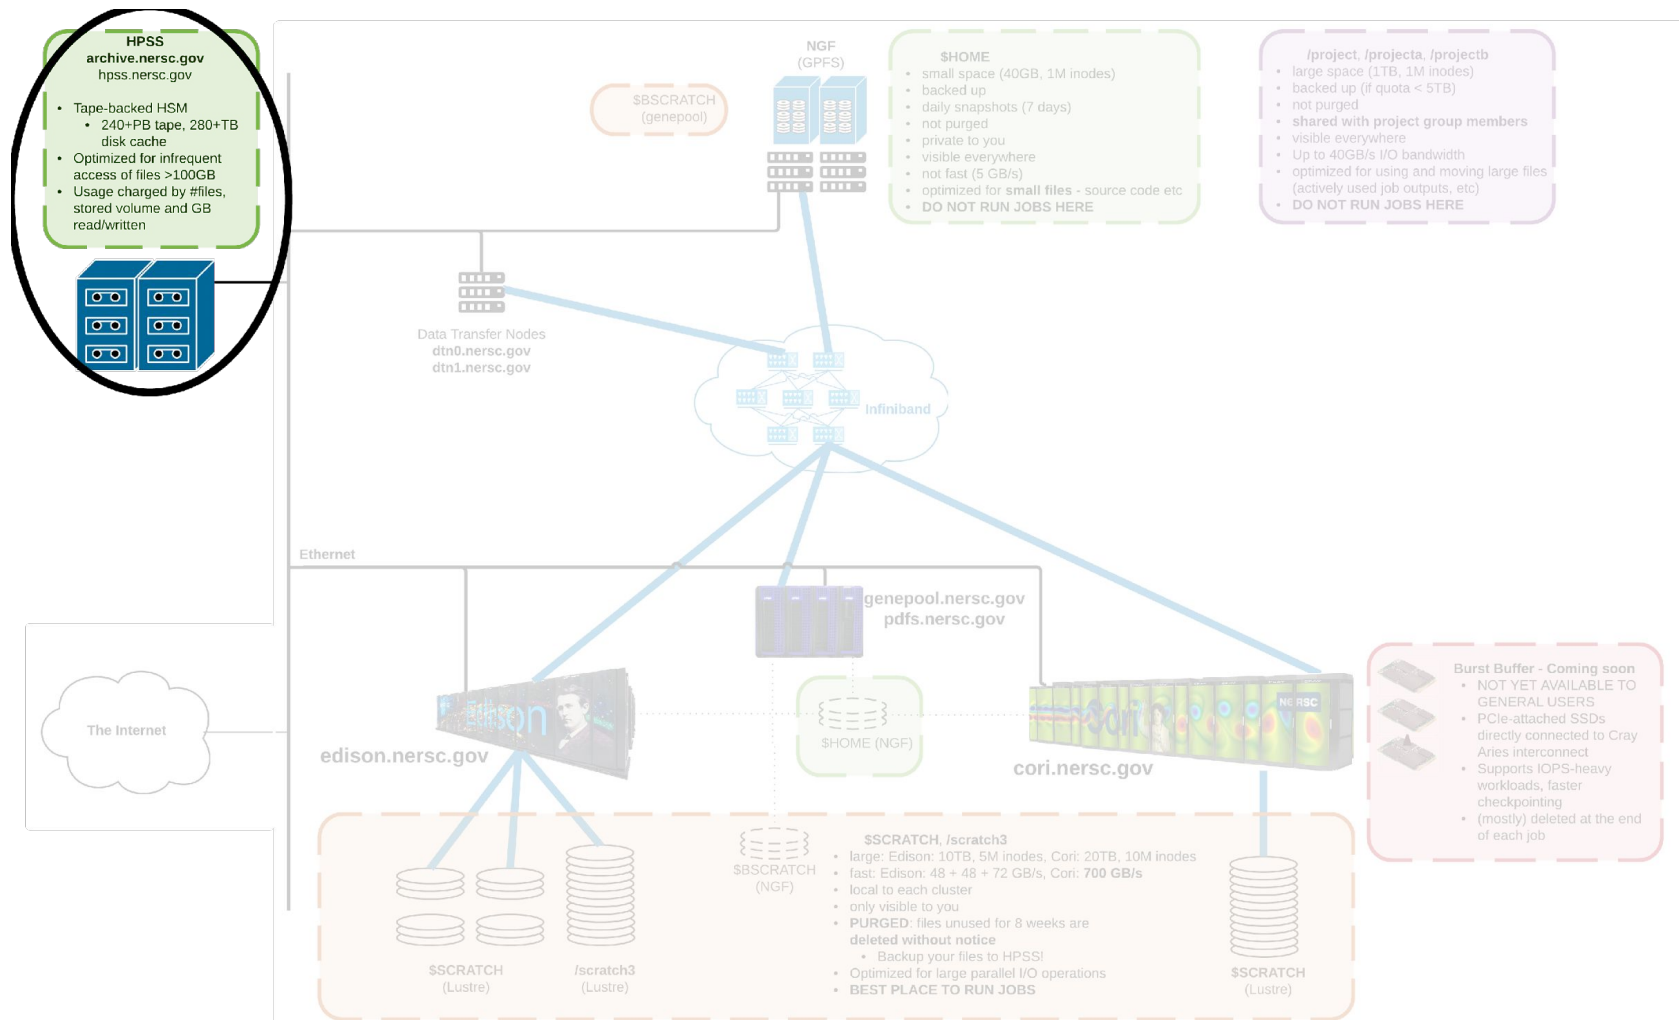 HPSS
archive.nersc.gov
hpss.nersc.gov
• Tape-backed HSM
• 240+PB tape, 280+TB
disk cache
• Optimized for infrequent
access of files >100GB
• Usage charged by #files,
stored volume and GB
read/written
$BSCRATCH
(genepool)
NGF
(GPFS)
$HOME
• small space (40GB, 1M inodes)
• backed up
• daily snapshots (7 days)
• not purged
• private to you
• visible everywhere
• not fast (5 GB/s)
• optimized for small files - source code etc
• DO NOT RUN JOBS HERE
/project, /projecta, /projectb
• large space (1TB, 1M inodes)
• backed up (if quota < 5TB)
• not purged
• shared with project group members
• visible everywhere
• Up to 40GB/s I/O bandwidth
• optimized for using and moving large files
(actively used job outputs, etc)
• DO NOT RUN JOBS HERE
Data Transfer Nodes
dtn0.nersc.gov
dtn1.nersc.gov
Infiniband
Ethernet
genepool.nersc.gov
pdfs.nersc.gov
The Internet
Edison
edison.nersc.gov
$HOME (NGF)
Cori
NERSC
cori.nersc.gov
Burst Buffer - Coming soon
• NOT YET AVAILABLE TO
GENERAL USERS
• PCIe-attached SSDs
directly connected to Cray
Aries interconnect
• Supports IOPS-heavy
workloads, faster
checkpointing
• (mostly) deleted at the end
of each job
$SCRATCH
(Lustre)
/scratch3
(Lustre)
$BSCRATCH
(NGF)
$SCRATCH, /scratch3
• large: Edison: 10TB, 5M inodes, Cori: 20TB, 10M inodes
• fast: Edison: 48 + 48 + 72 GB/s, Cori: 700 GB/s
• local to each cluster
• only visible to you
• PURGED: files unused for 8 weeks are
deleted without notice
• Backup your files to HPSS!
• Optimized for large parallel I/O operations
• BEST PLACE TO RUN JOBS
$SCRATCH
(Lustre)